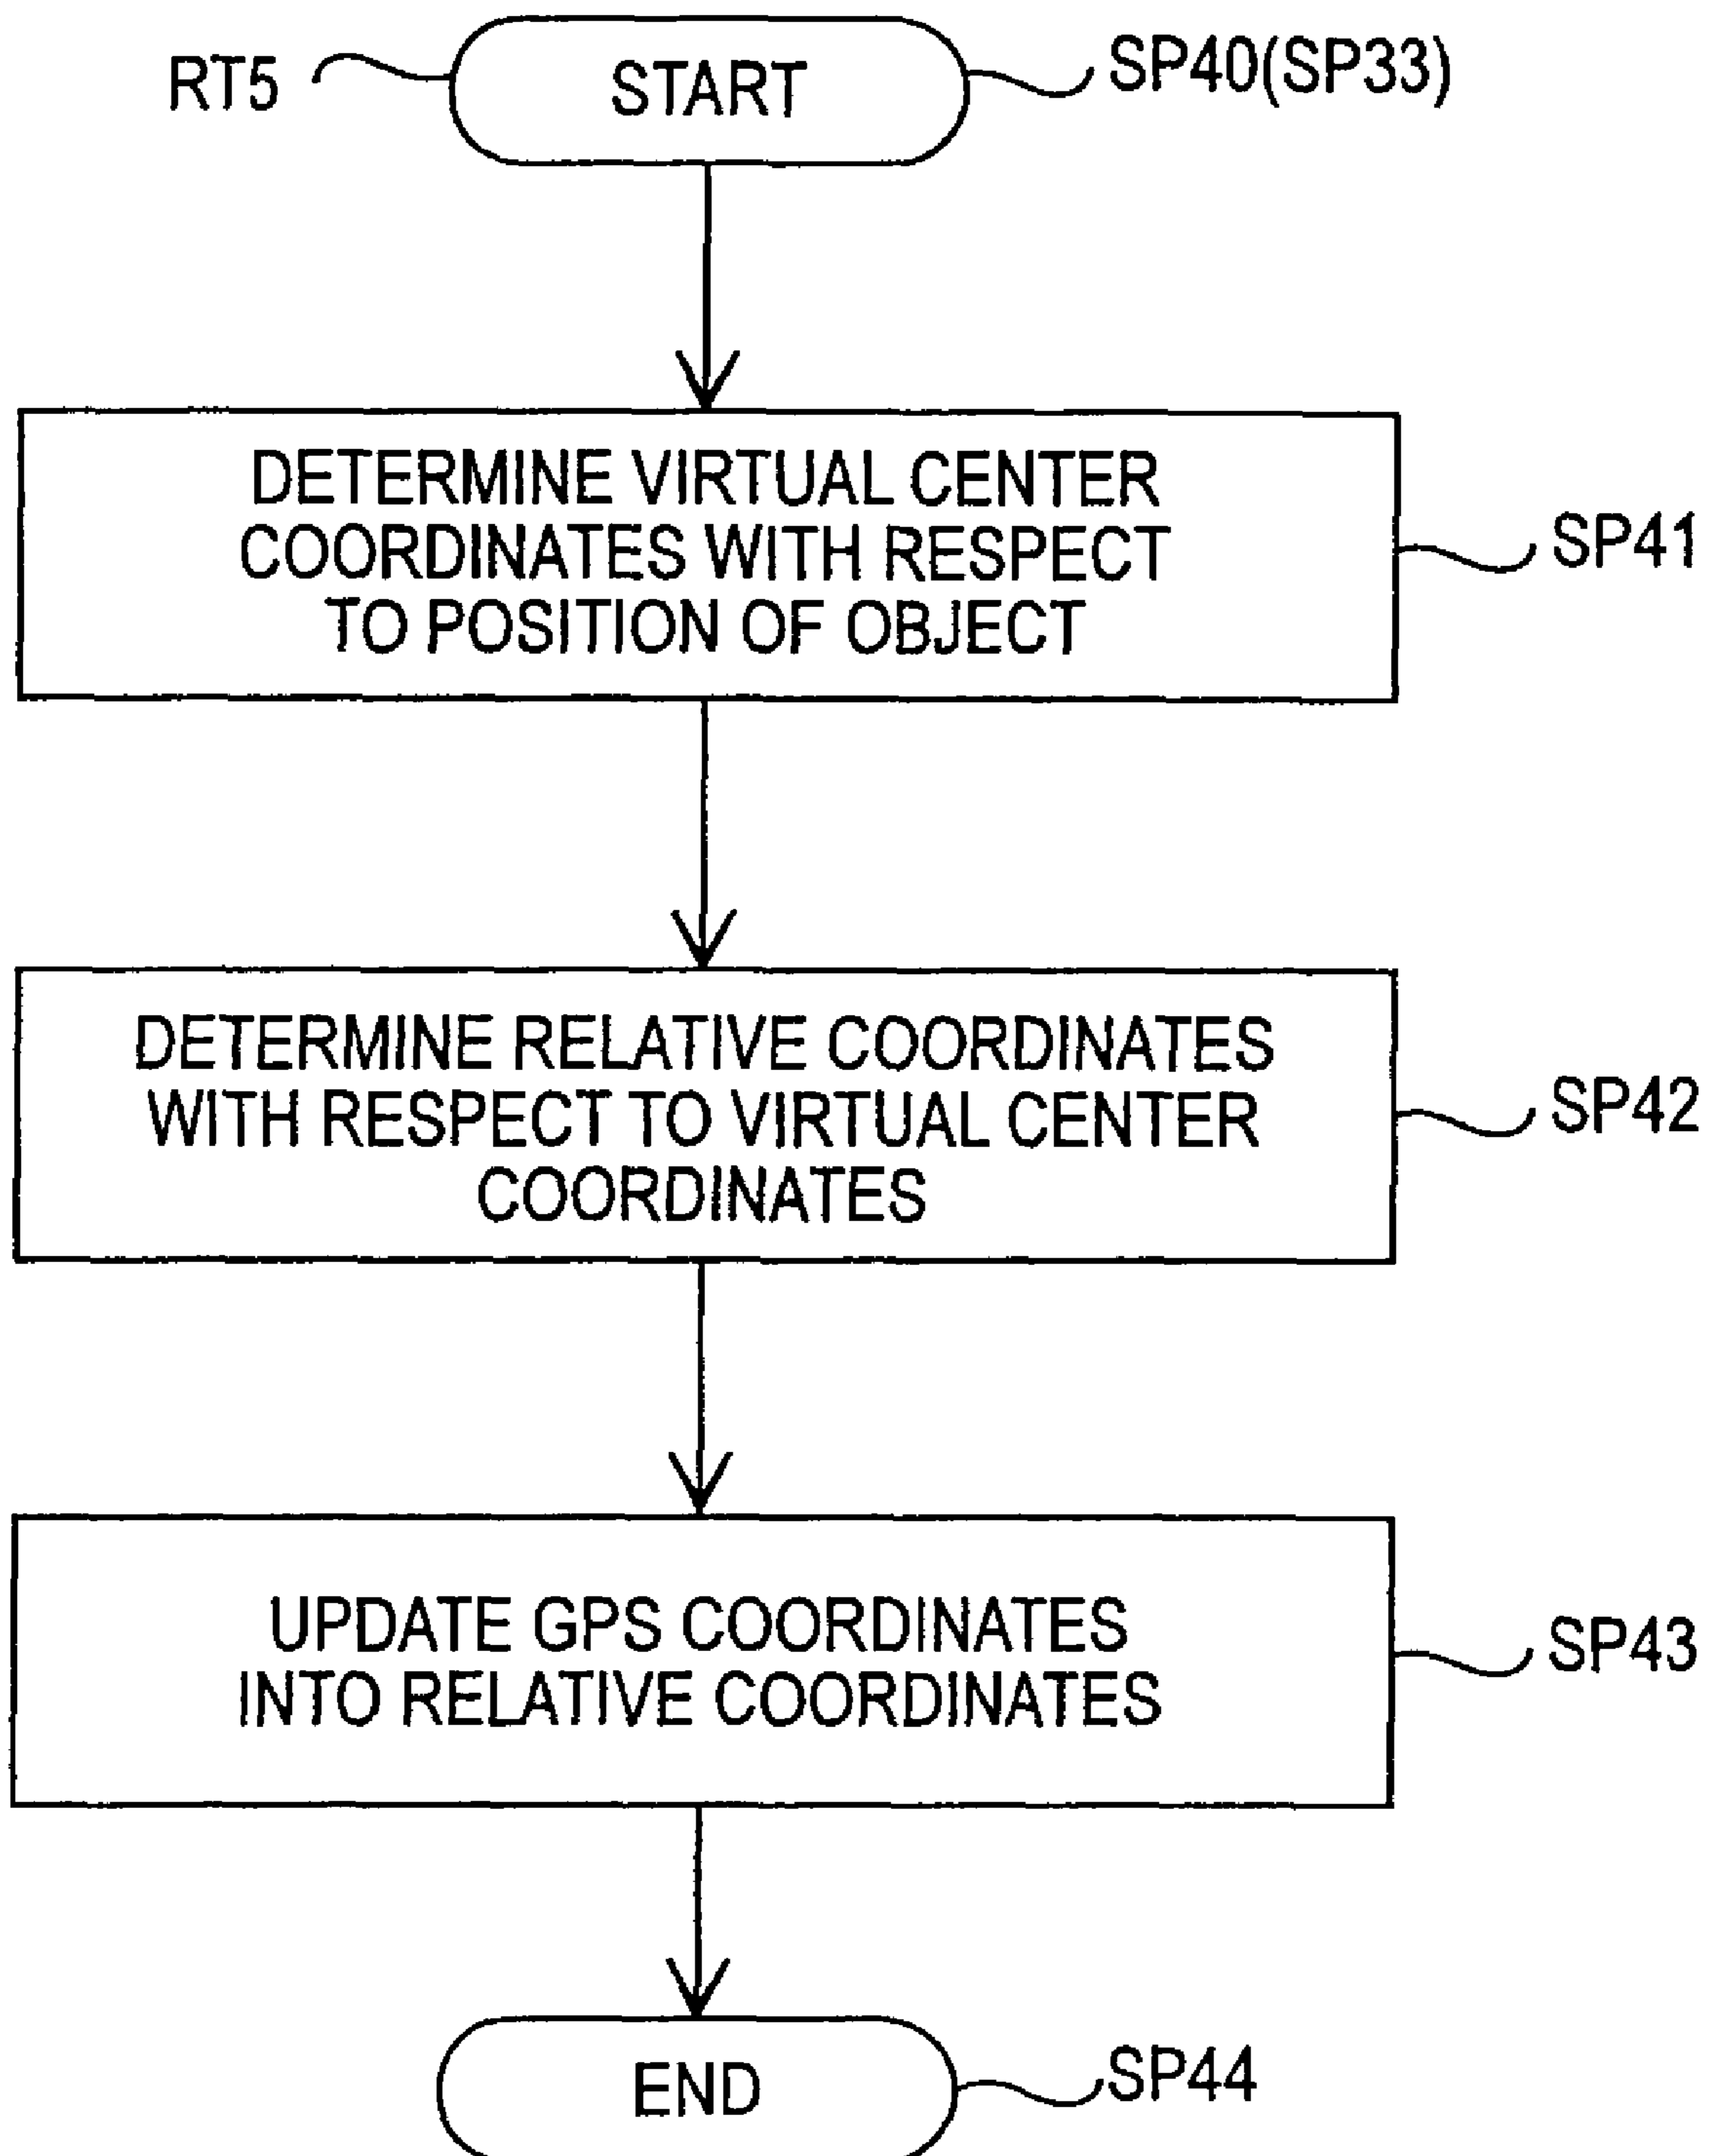 RT5
START
SP40(SP33)
DETERMINE VIRTUAL CENTER
COORDINATES WITH RESPECT
TO POSITION OF OBJECT
SP41
DETERMINE RELATIVE COORDINATES
WITH RESPECT TO VIRTUAL CENTER
COORDINATES
SP42
UPDATE GPS COORDINATES
INTO RELATIVE COORDINATES
SP43
END
SP44